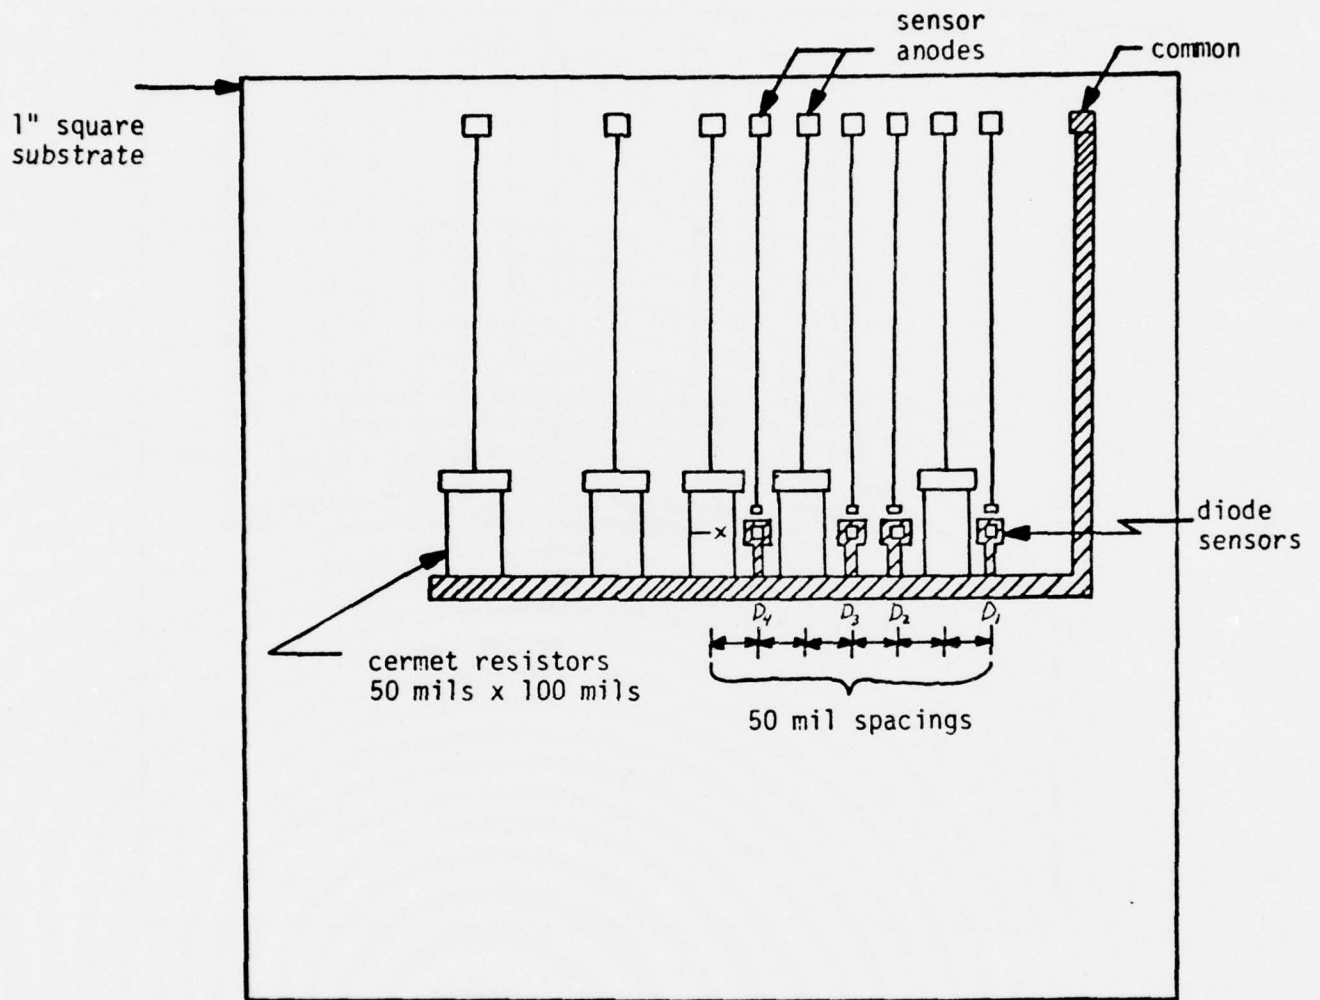 sensor
anodes
common
1" square
substrate
x
diode
sensors
D4 D3 D2 D1
cermet resistors
50 mils x 100 mils
50 mil spacings